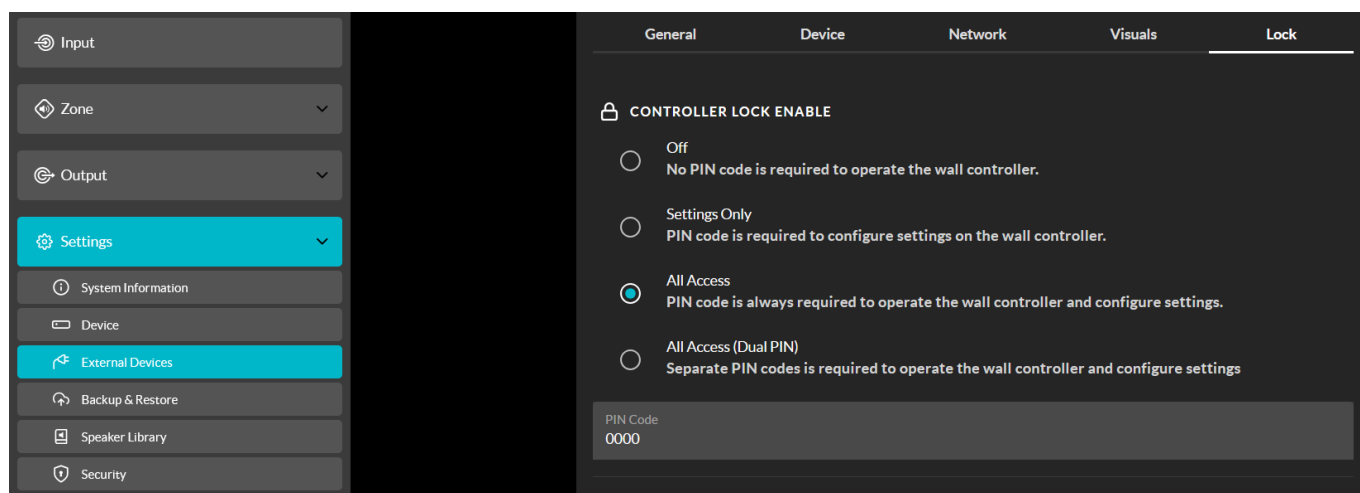 Input
Zone
Output
Settings
System Information
Device
External Devices
Backup & Restore
Speaker Library
Security
General Device Network Visuals Lock
CONTROLLER LOCK ENABLE
Off
No PIN code is required to operate the wall controller.
Settings Only
PIN code is required to configure settings on the wall controller.
All Access
PIN code is always required to operate the wall controller and configure settings.
All Access (Dual PIN)
Separate PIN codes is required to operate the wall controller and configure settings
PIN Code
0000